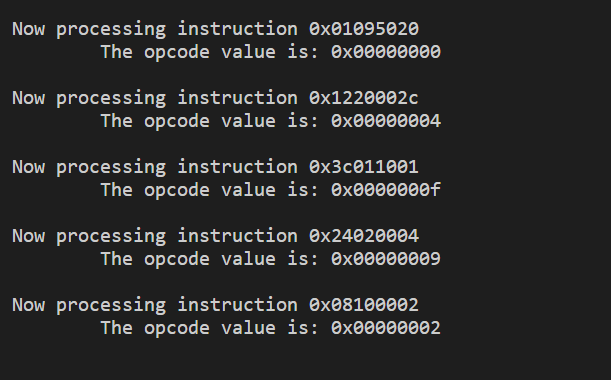 Now processing instruction 0x01095020
The opcode value is: 0x00000000
Now processing instruction 0x1220002c
The opcode value is: 0x00000004
Now processing instruction 0x3c011001
The opcode value is: 0x0000000f
Now processing instruction 0x24020004
The opcode value is: 0x00000009
Now processing instruction 0x08100002
The opcode value is: 0x00000002